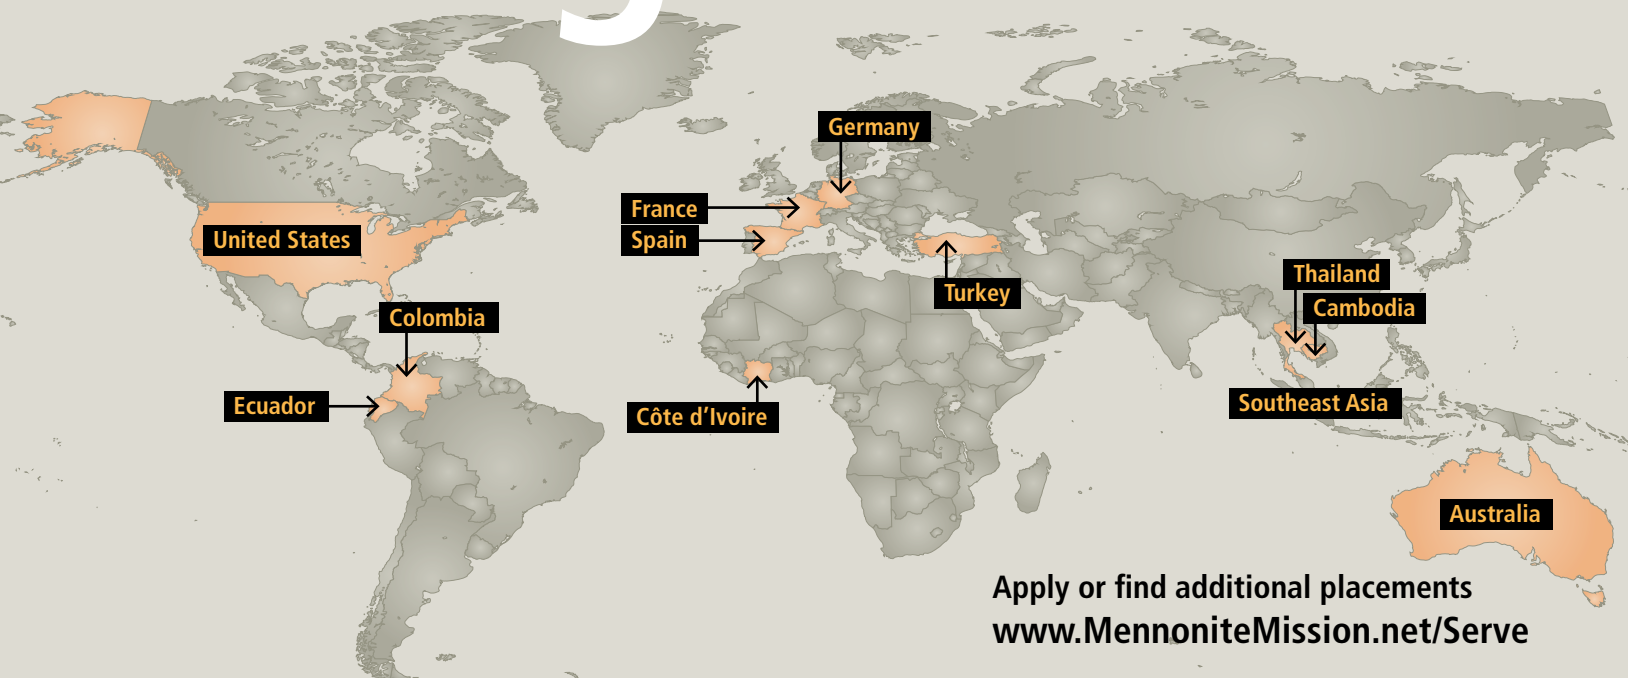 Germany
France
Spain
United States
Turkey
Thailand
Cambodia
Colombia
Ecuador
Côte d’Ivoire
Southeast Asia
Australia
Apply or find additional placements
www.MennoniteMission.net/Serve